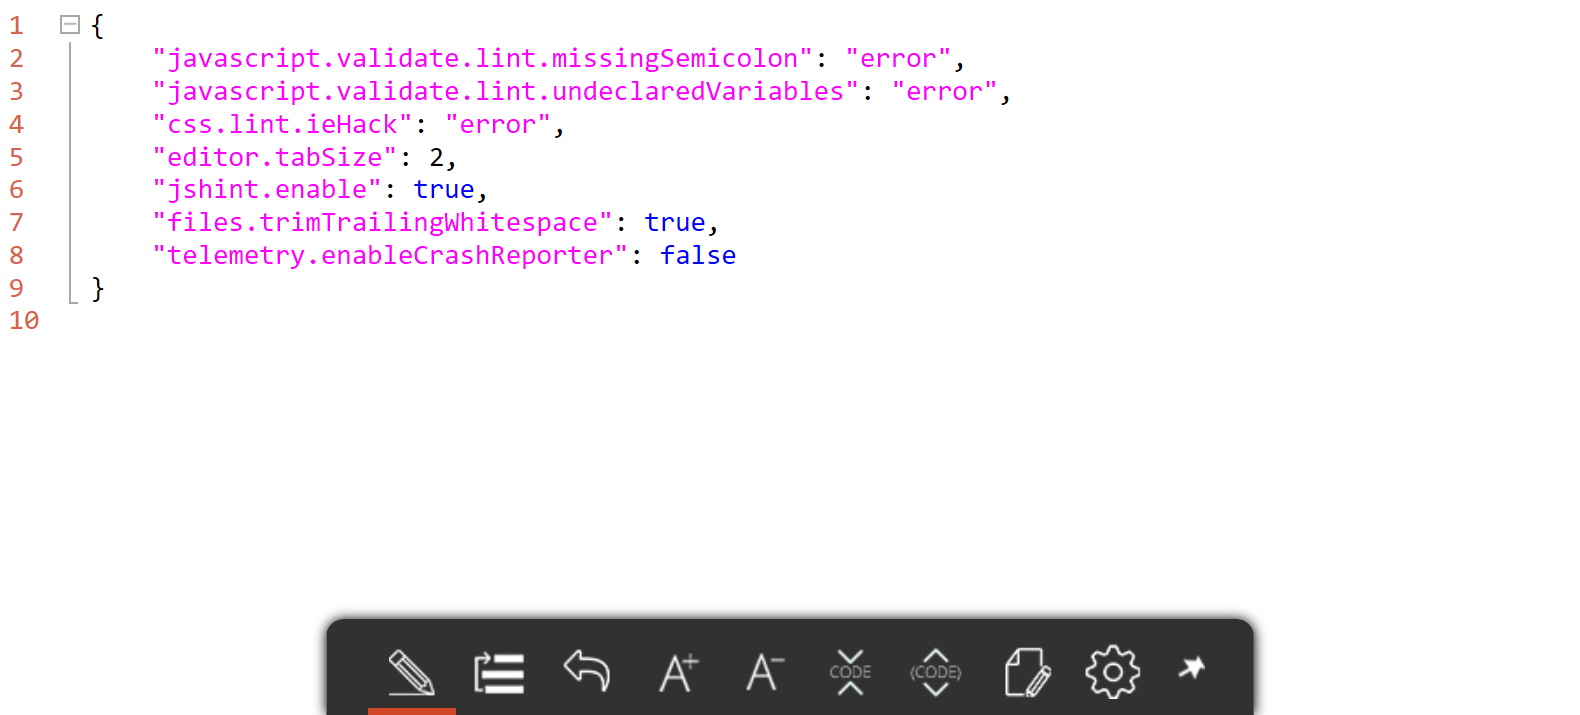 1 {
2 "javascript.validate.lint.missingSemicolon": "error",
3 "javascript.validate.lint.undeclaredVariables": "error",
4 "css.lint.ieHack": "error",
5 "editor.tabSize": 2,
6 "jshint.enable": true,
7 "files.trimTrailingWhitespace": true,
8 "telemetry.enableCrashReporter": false
9 }
10
A+ A- CODE (CODE)